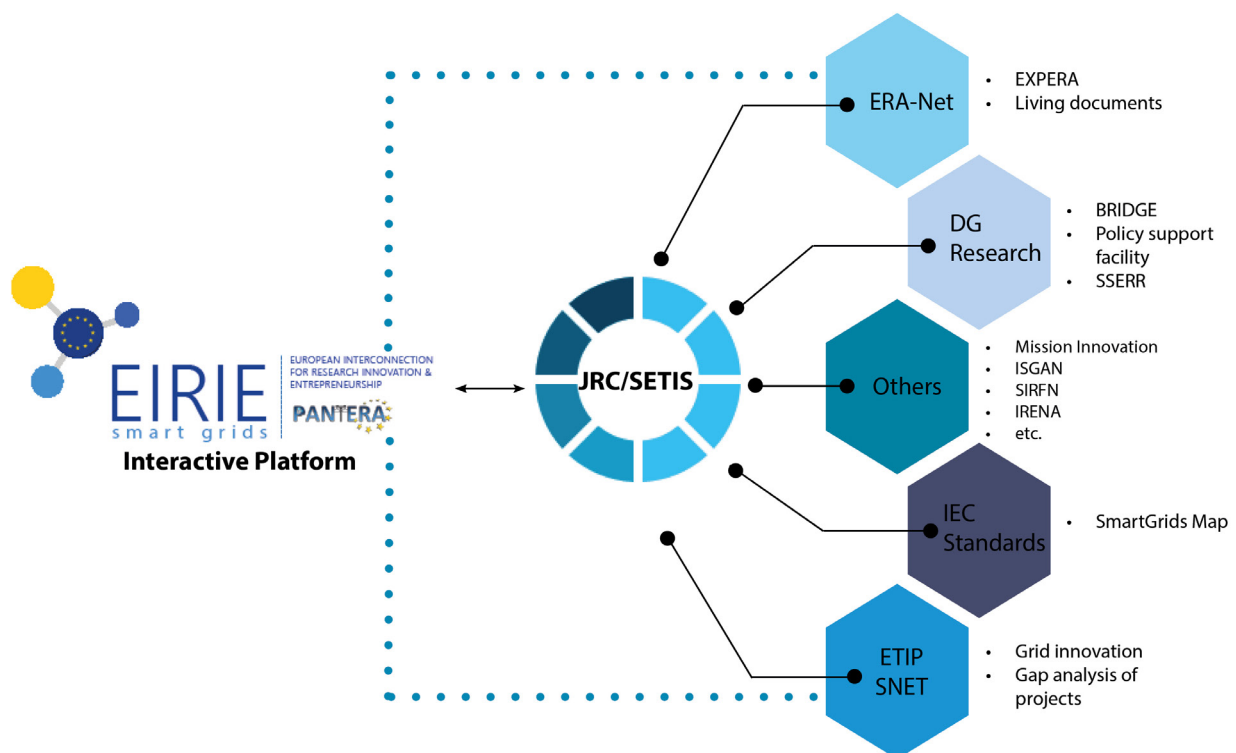 ERA-Net
• EXPERA
• Living documents
DG
Research
• BRIDGE
• Policy support
facility
• SSERR
EIRIE
smart grids
EUROPEAN INTERCONNECTION
FOR RESEARCH INNOVATION &
ENTREPRENEURSHIP
PANTERA
Interactive Platform
JRC/SETIS
Others
• Mission Innovation
• ISGAN
• SIRFN
• IRENA
• etc.
IEC
Standards
• SmartGrids Map
ETIP
SNET
• Grid innovation
• Gap analysis of
projects